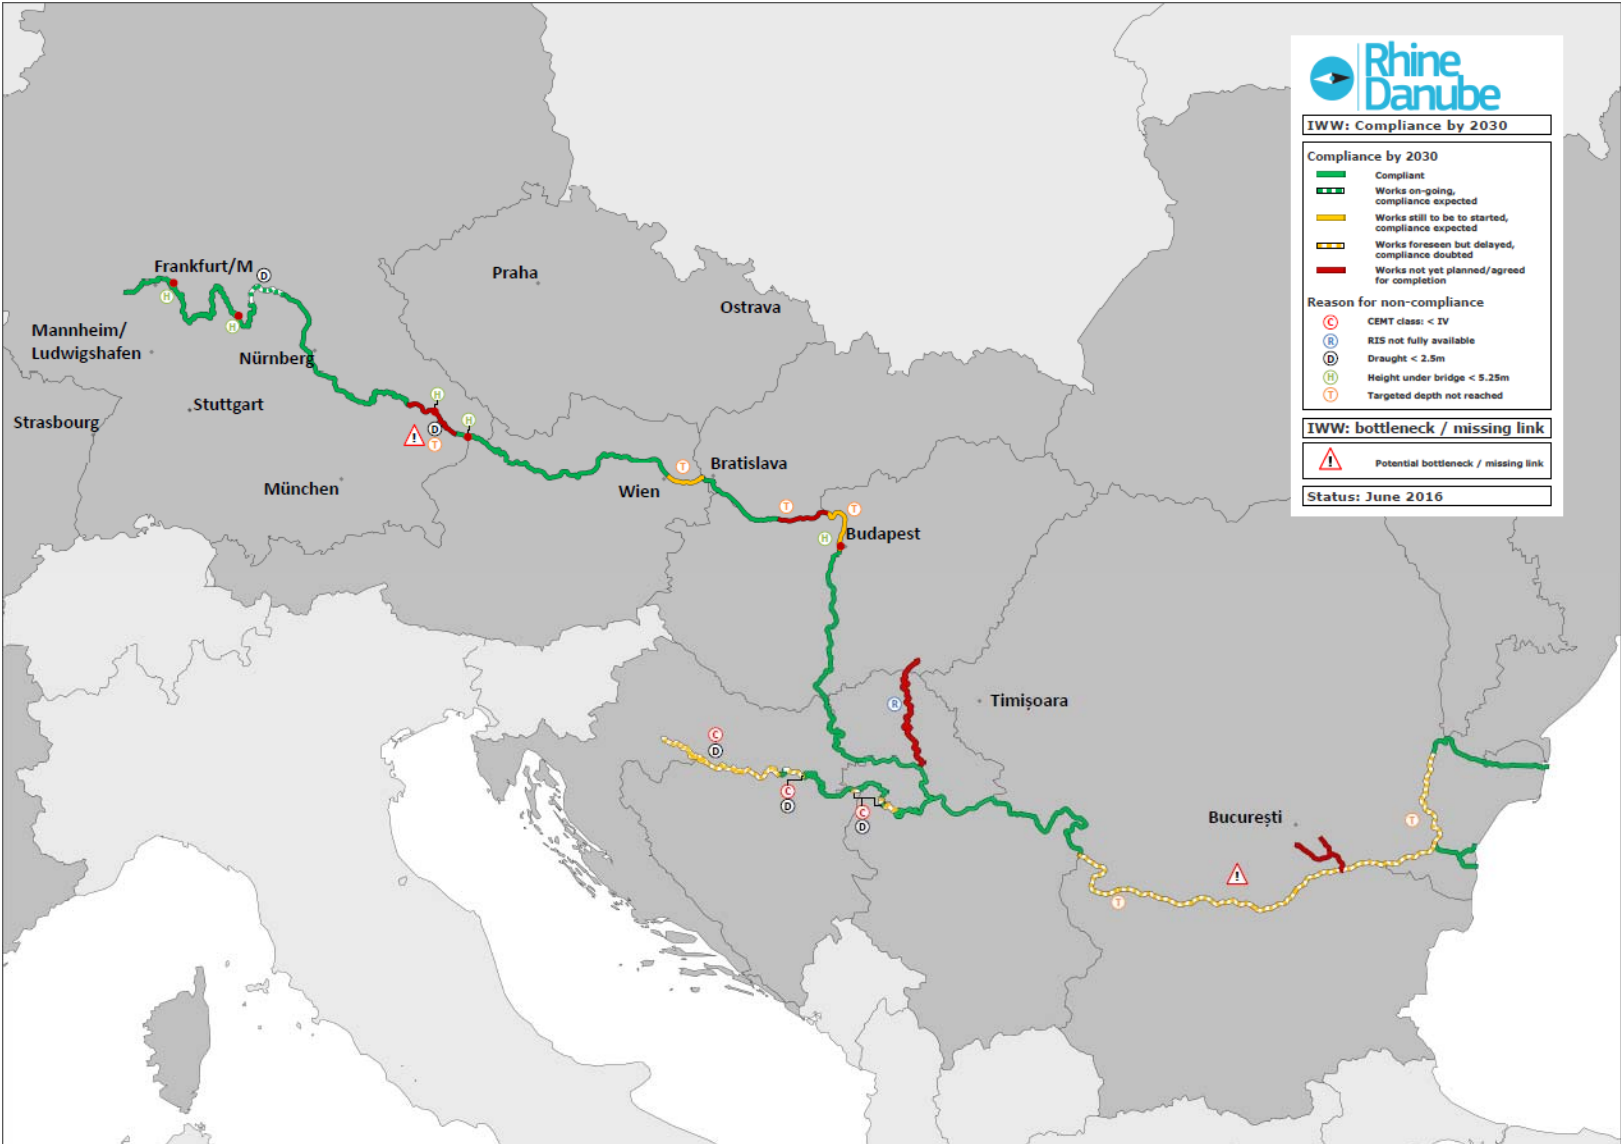 Rhine
Danube
IWW: Compliance by 2030
Compliance by 2030
Compliant
Works on-going,
compliance expected
Works still to be to started,
compliance expected
Works foreseen but delayed,
compliance doubted
Works not yet planned/agreed
for completion
Reason for non-compliance
C CEMT class: < IV
R RIS not fully available
D Draught < 2.5m
H Height under bridge < 5.25m
T Targeted depth not reached
IWW: bottleneck / missing link
! Potential bottleneck / missing link
Status: June 2016
Frankfurt/M
D
Praha
H
Ostrava
H
Mannheim/
Ludwigshafen
Nürnberg
H
Stuttgart
Strasbourg
H
D
!
T
T
Bratislava
München
Wien
T
T
H
Budapest
R
Timișoara
C
D
C
D
C
D
București
T
!
T